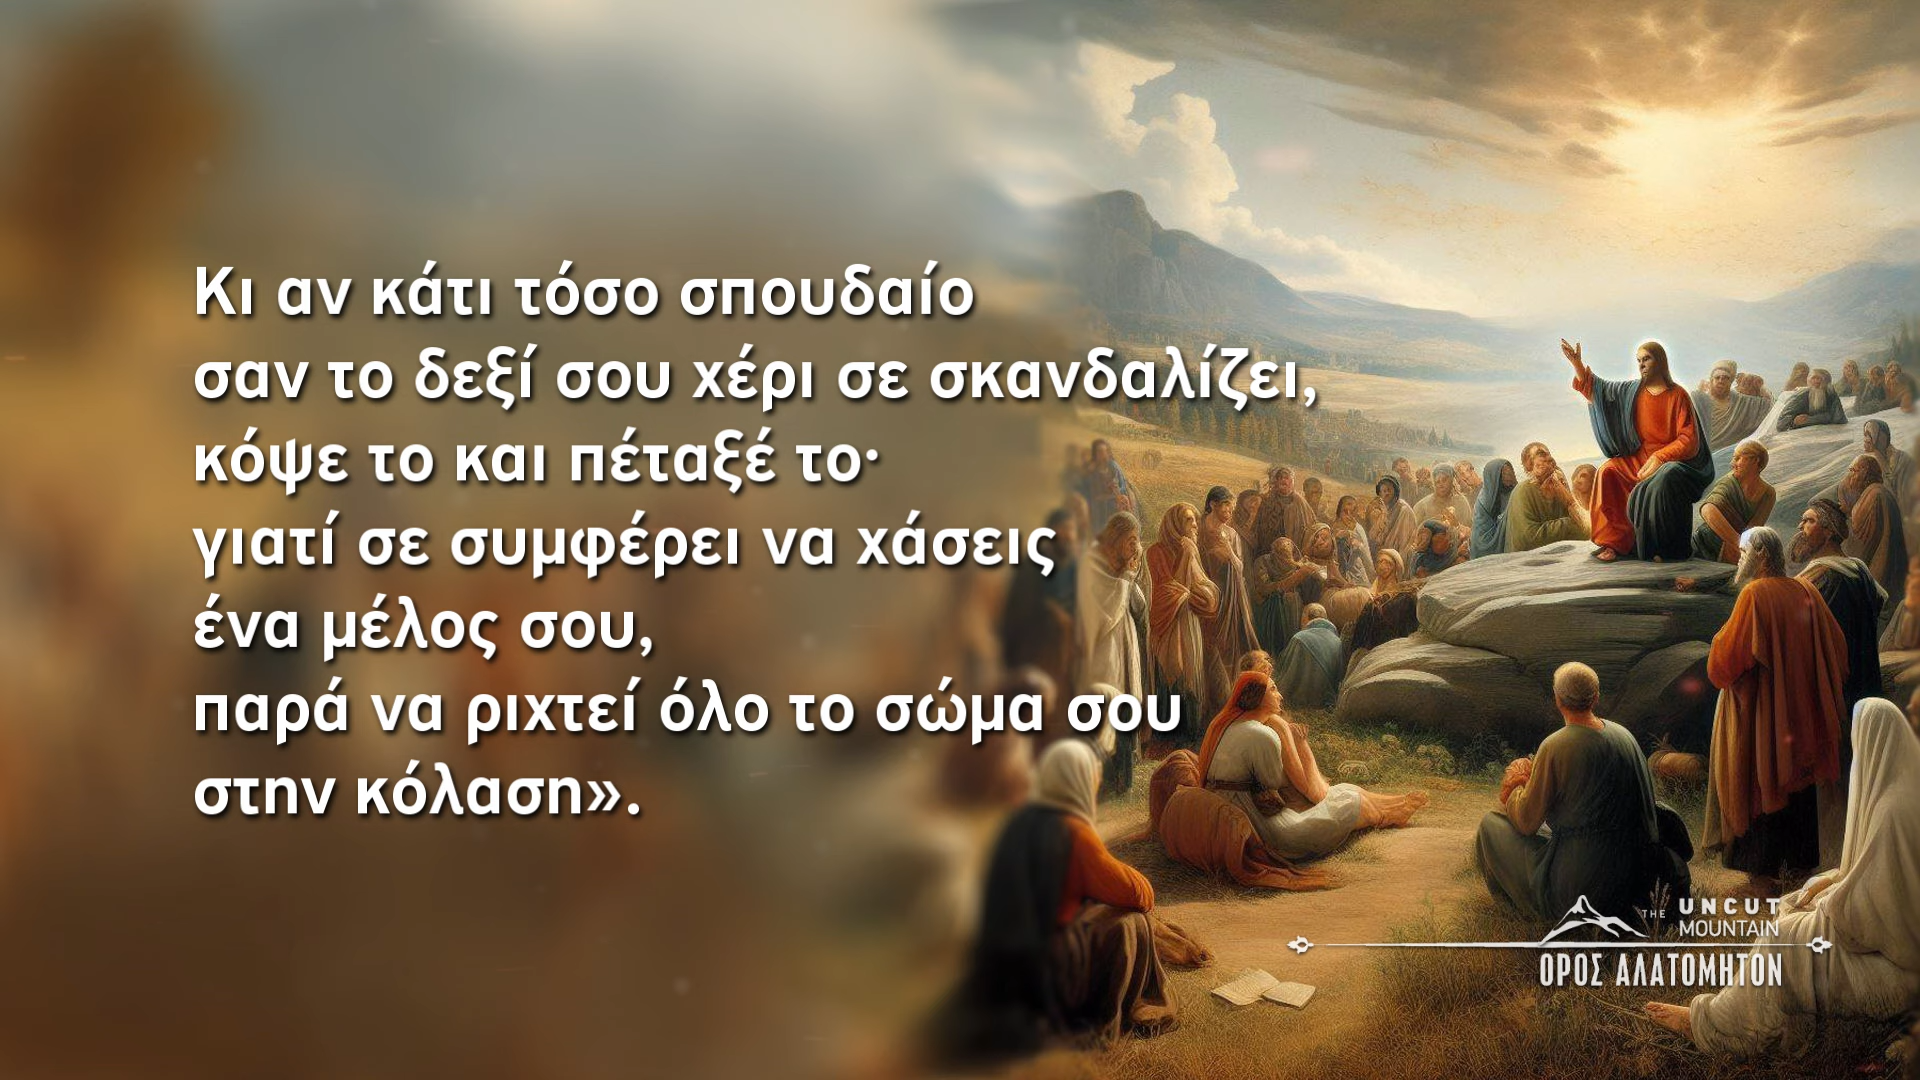 Κι αν κάτι τόσο σπουδαίο
σαν το δεξί σου χέρι σε σκανδαλίζει,
κόψε το και πέταξέ το·
γιατί σε συμφέρει να χάσεις
ένα μέλος σου,
παρά να ριχτεί όλο το σώμα σου
στην κόλαση».
THE UNCUT
MOUNTAIN
ΟΡΟΣ ΑΛΑΤΟΜΗΤΟΝ